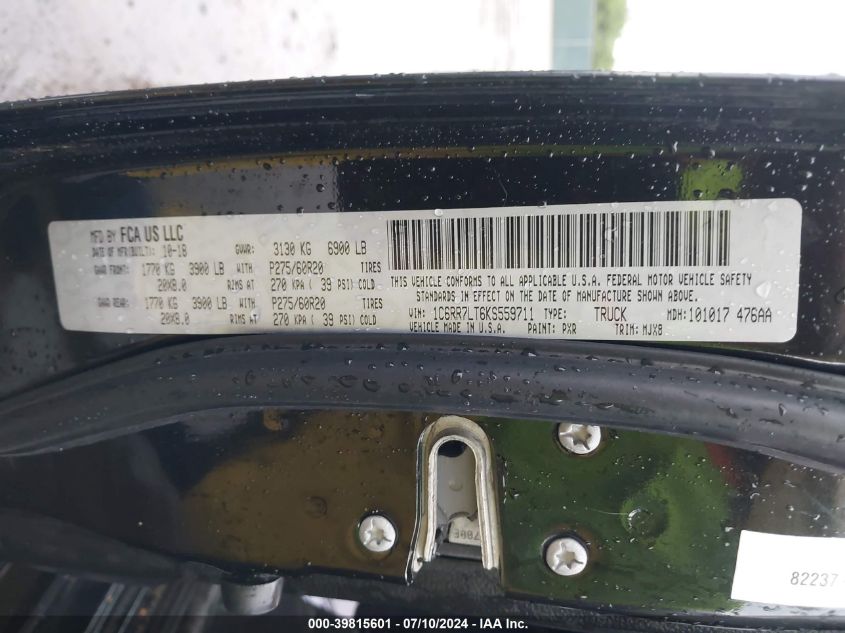 MFD BY FCA US LLC
DATE OF MFR(BUILT): 10-18 GVWR: 3130 KG 6900 LB
GAWR FRONT: 1770 KG 3900 LB WITH P275/60R20 TIRES
20X8.0 RIMS AT 270 KPA ( 39 PSI) COLD
GAWR REAR: 1770 KG 3900 LB WITH P275/60R20 TIRES
20X8.0 RIMS AT 270 KPA ( 39 PSI) COLD
THIS VEHICLE CONFORMS TO ALL APPLICABLE U.S.A. FEDERAL MOTOR VEHICLE SAFETY
STANDARDS IN EFFECT ON THE DATE OF MANUFACTURE SHOWN ABOVE.
VIN: 1C6RR7LT6KS559711 TYPE: TRUCK MDH: 101017 476AA
MADE IN U.S.A. PAINT: PXR TRIM: MJX8
82237
000-39815601 / 07/10/2024 / IAA Inc.